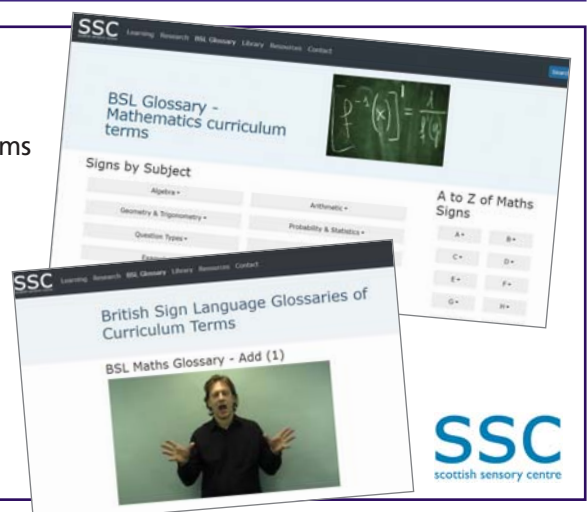 ms
SSC
Learning Research BSL Glossary Library Resources Contact
Search
BSL Glossary -
Mathematics curriculum
terms
Signs by Subject
Algebra
Arithmetic
Geometry & Trigonometry
Probability & Statistics
Question Types
A to Z of Maths
Signs
A
B
C
D
E
F
G
H
SSC
Learning Research BSL Glossary Library Resources Contact
British Sign Language Glossaries of
Curriculum Terms
BSL Maths Glossary - Add (1)
SSC
scottish sensory centre